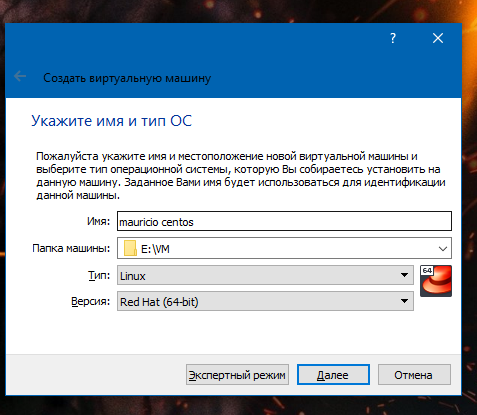 ?
Создать виртуальную машину
Укажите имя и тип ОС
Пожалуйста укажите имя и местоположение новой виртуальной машины и
выберите тип операционной системы, которую Вы собираетесь установить на
данную машину. Заданное Вами имя будет использоваться для идентификации
данной машины.
Имя: mauricio centos
Папка машины: E:\VM
Тип: Linux
64
Версия: Red Hat (64-bit)
Экспертный режим Далее Отмена